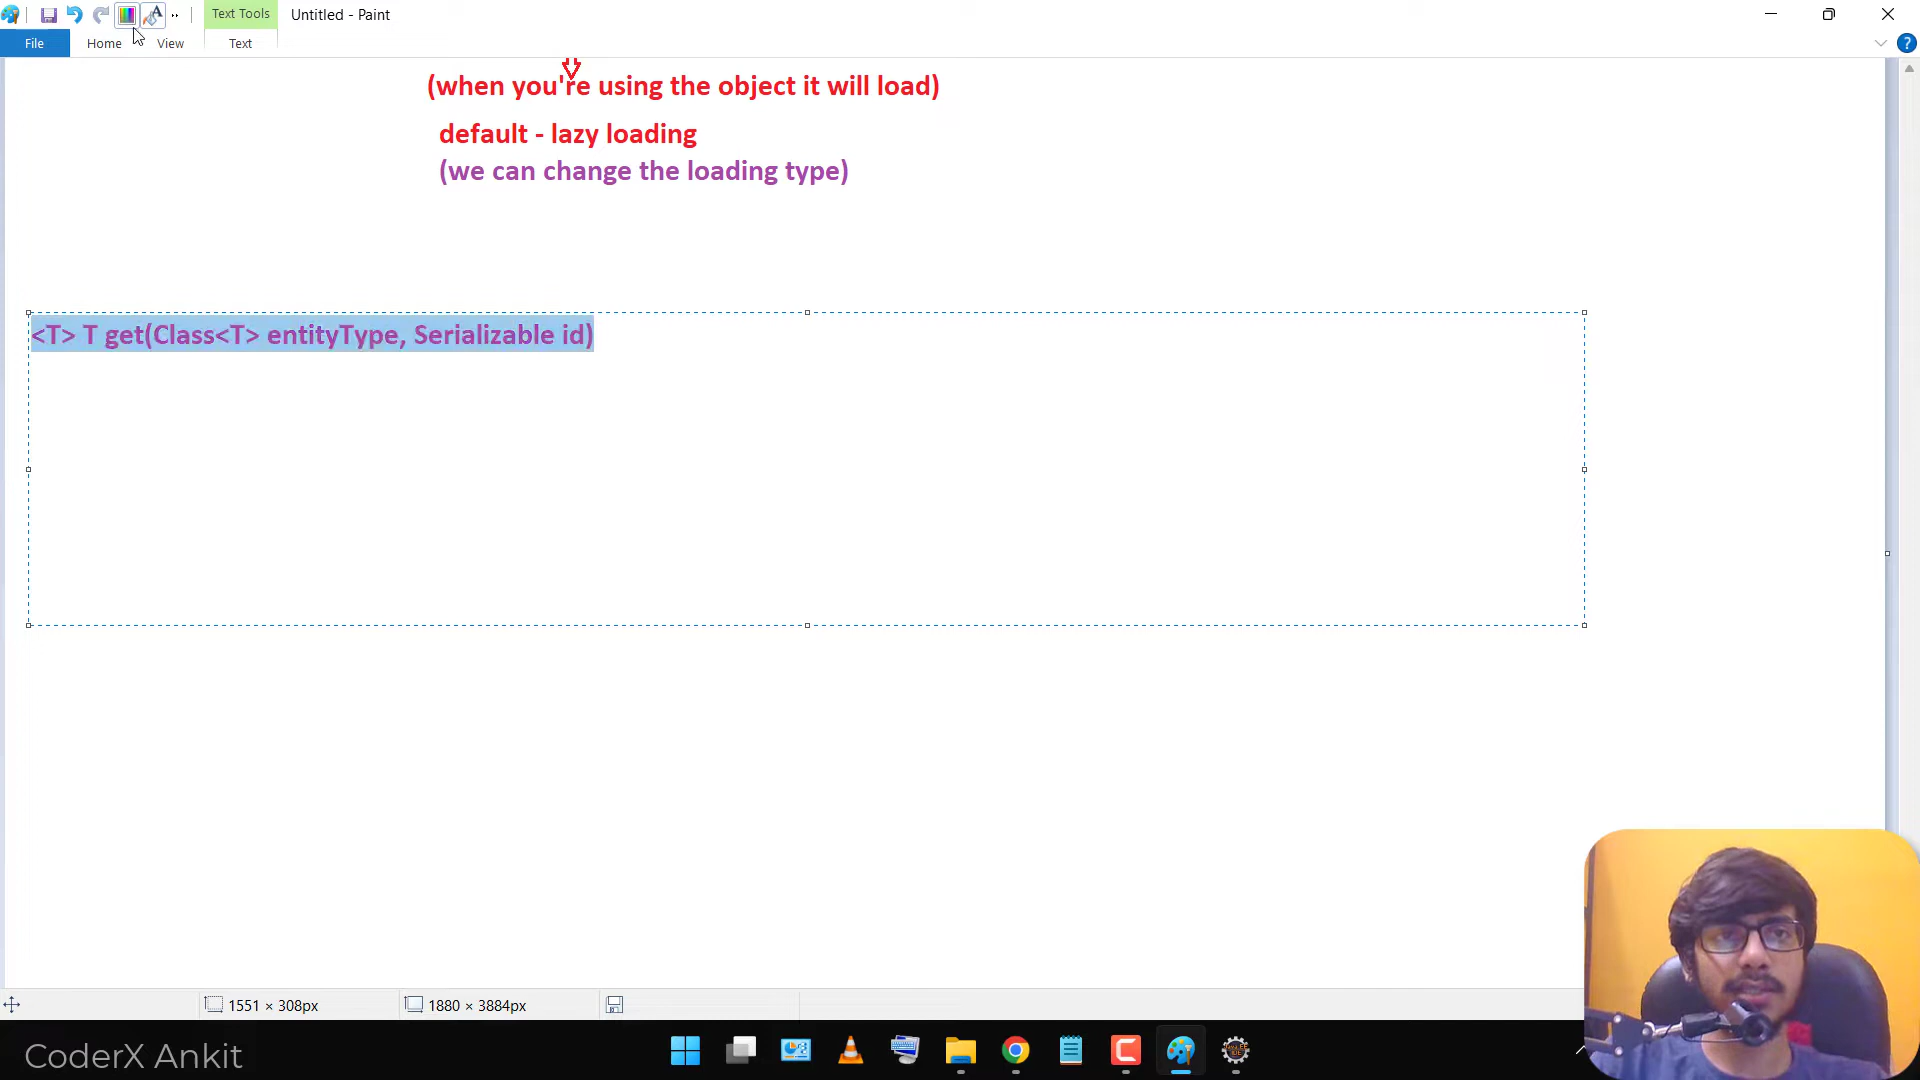 Text Tools
Untitled - Paint
File
Home
View
Text
(when you're using the object it will load)
default - lazy loading
(we can change the loading type)
<T> T get(Class<T> entityType, Serializable id)
1551 × 308px
1880 × 3884px
CoderX Ankit